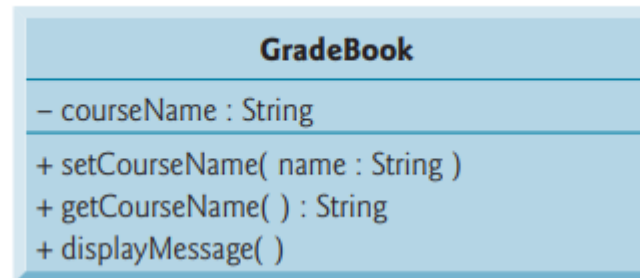 GradeBook
– courseName : String
+ setCourseName( name : String )
+ getCourseName( ) : String
+ displayMessage( )